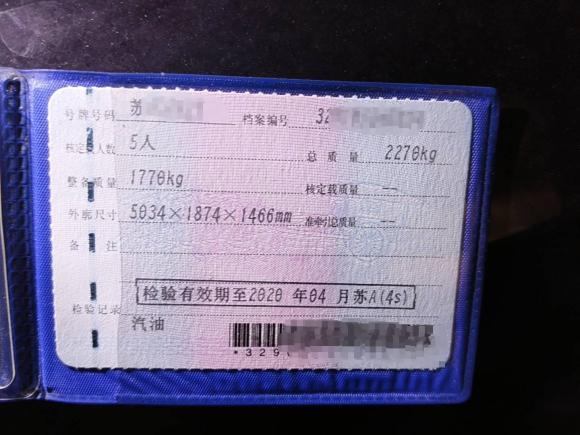 号牌号码 苏 档案编号 32
核定载人数 5人 总质量 2270kg
整备质量 1770kg 核定载质量 --
外廓尺寸 5034×1874×1466mm 准牵引总质量 --
备注
检验有效期至2020 年04 月苏A(4s)
检验记录
汽油
*329